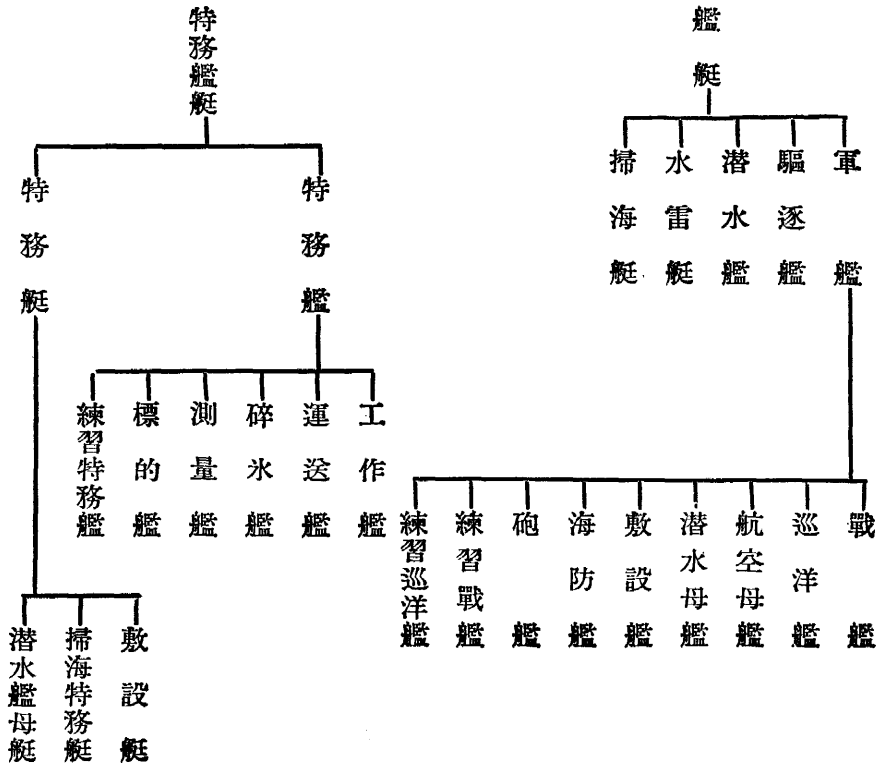 艦艇
軍艦
驅逐艦
潜水艦
水雷艇
掃海艇
戰艦
巡洋艦
航空母艦
潜水母艦
敷設艦
海防艦
砲艦
練習戰艦
練習巡洋艦
特務艦艇
特務艦
工作艦
運送艦
碎氷艦
測量艦
標的艦
練習特務艦
特務艇
敷設艇
掃海特務艇
潜水艦母艇